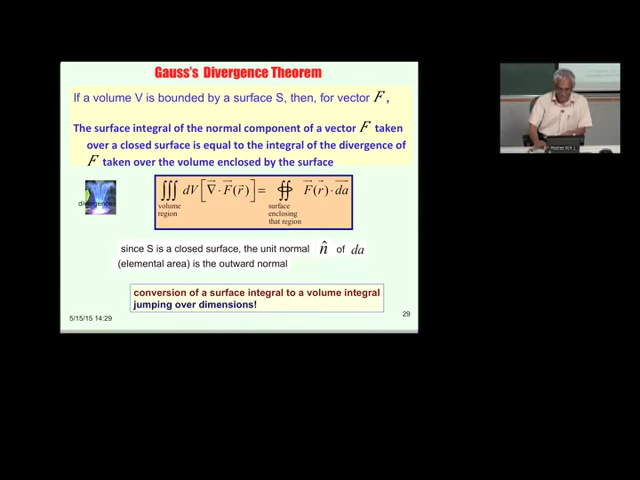 Gauss's Divergence Theorem
If a volume V is bounded by a surface S, then, for vector F ,
The surface integral of the normal component of a vector F taken
over a closed surface is equal to the integral of the divergence of
F taken over the volume enclosed by the surface
divergence
∭ dV [∇⃗ · F⃗(r⃗)] = ∯ F⃗(r⃗) · da⃗
volume
region
surface
enclosing
that region
since S is a closed surface, the unit normal n̂ of da
(elemental area) is the outward normal
conversion of a surface integral to a volume integral
jumping over dimensions!
5/15/15 14:29
29